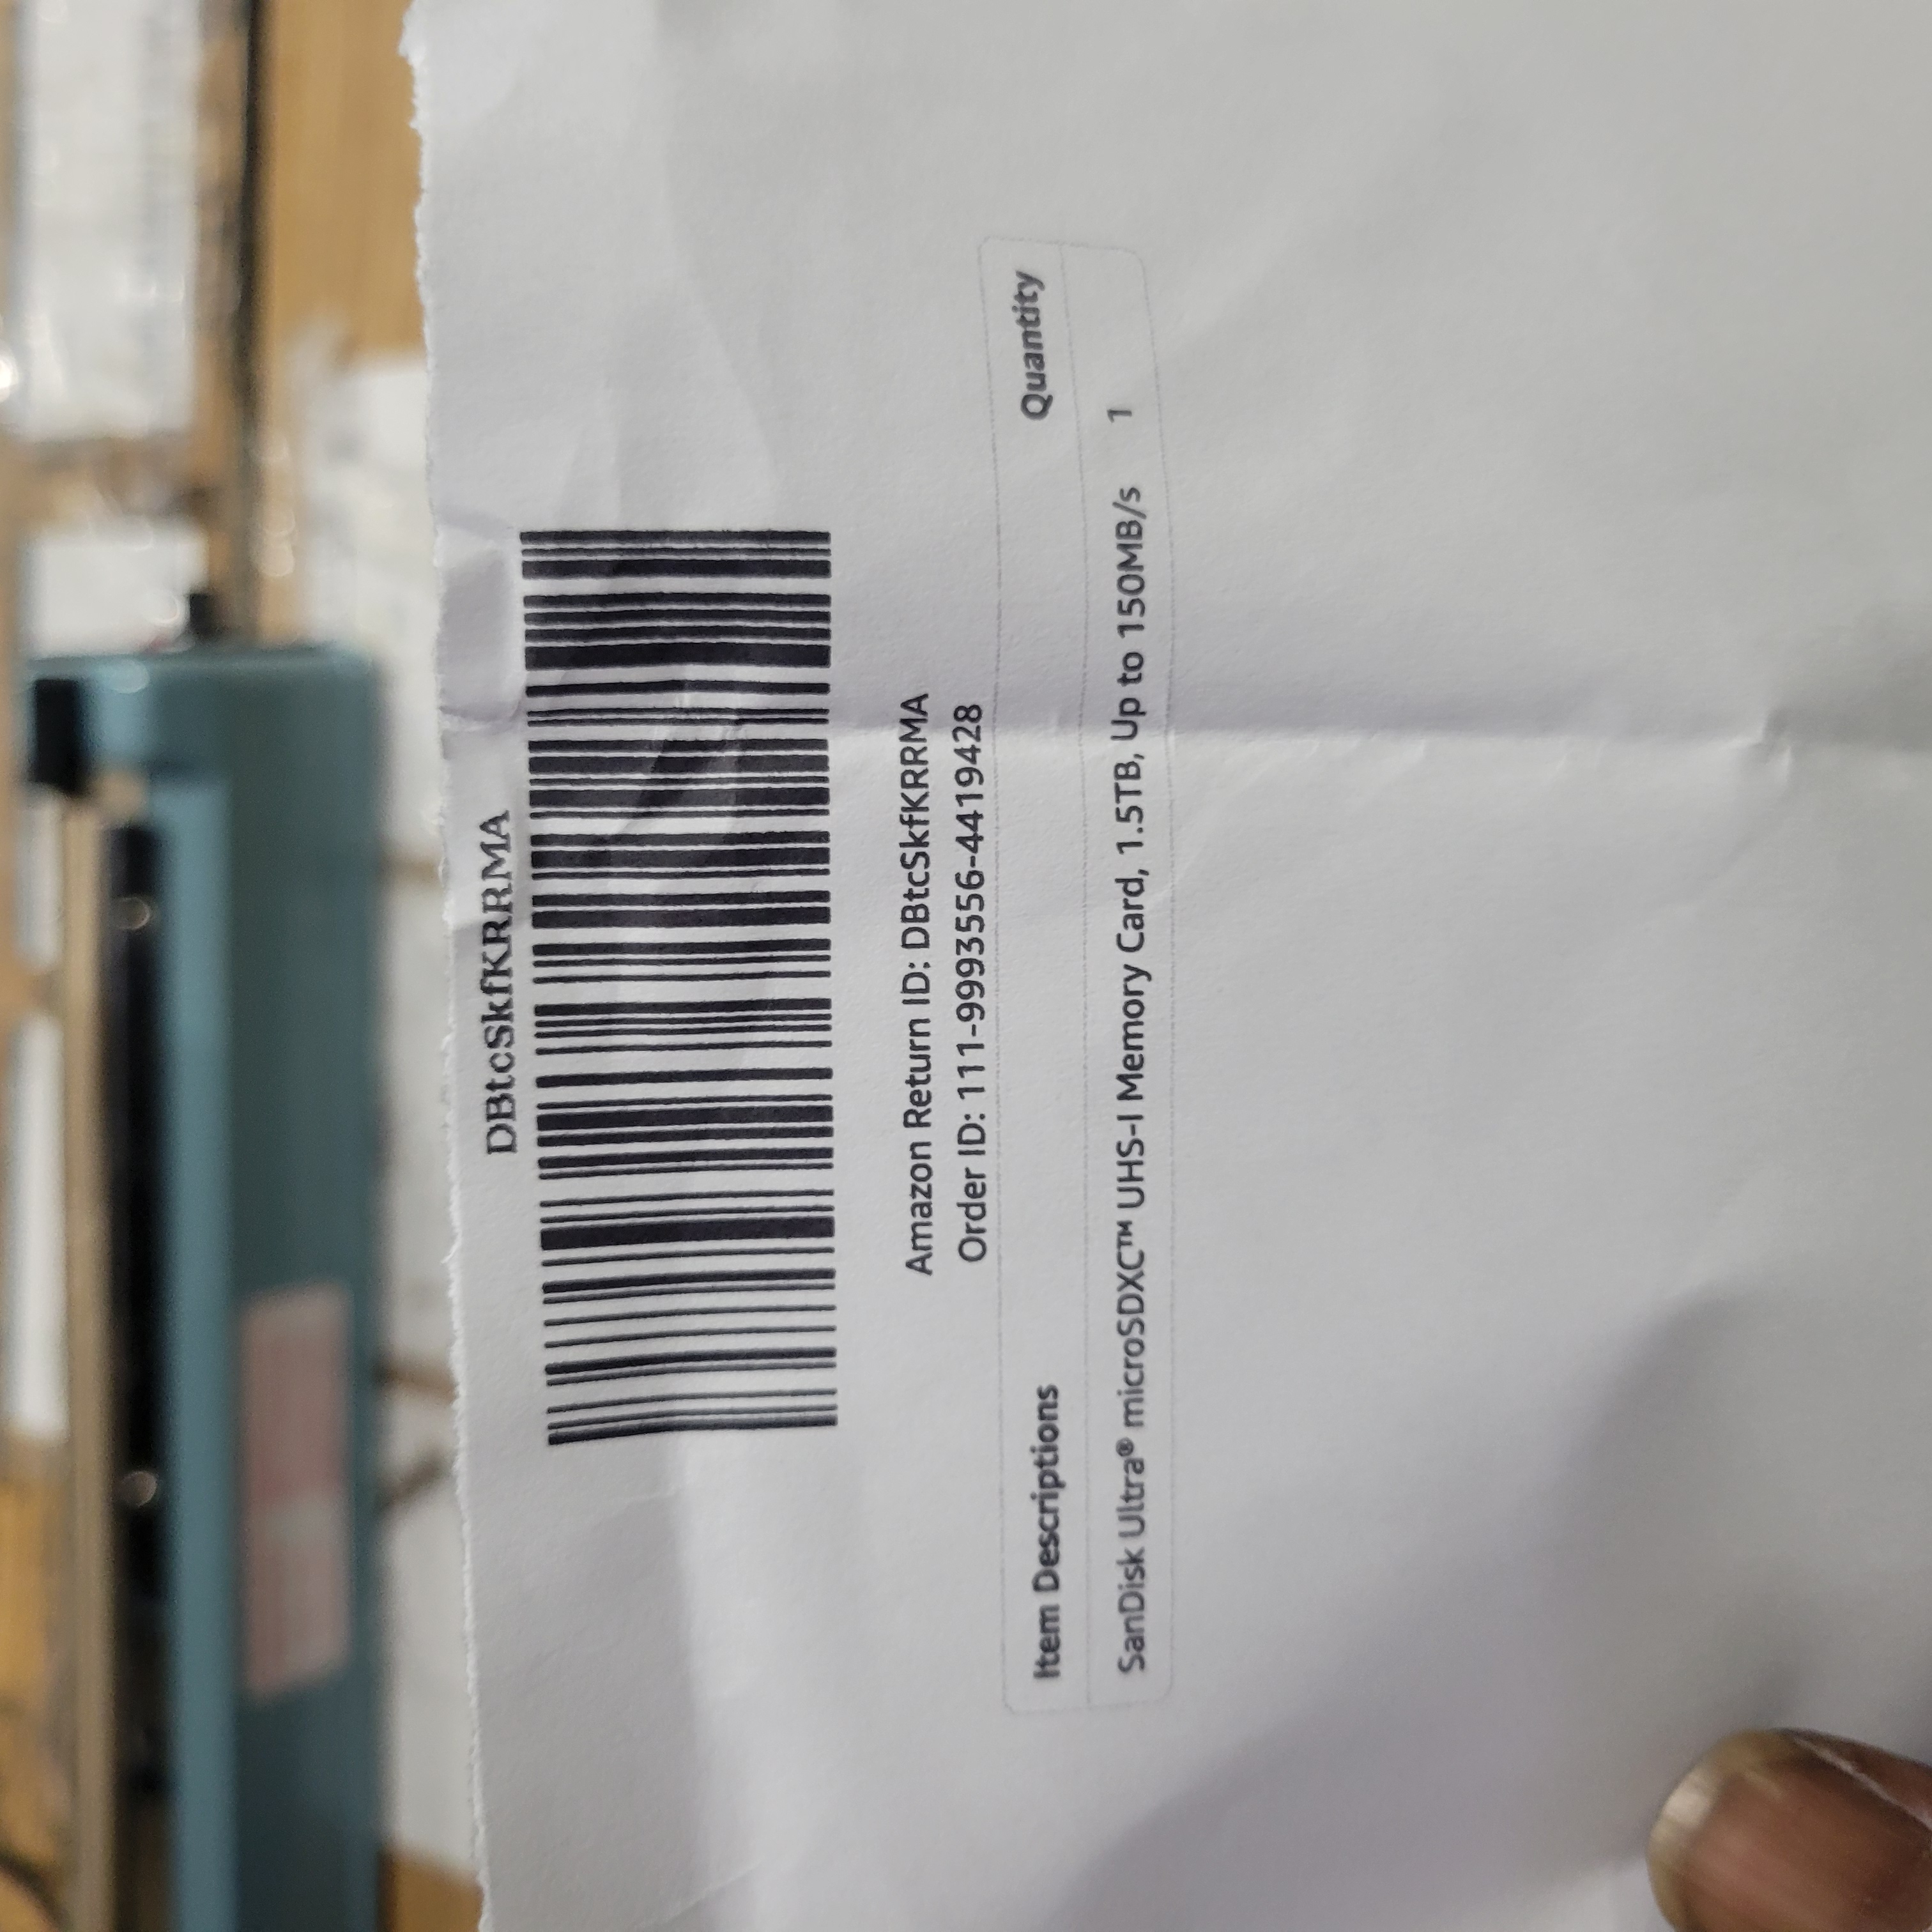 DBtcSkfKRRMA
Amazon Return ID: DBtcSkfKRRMA
Order ID: 111-9993556-4419428
Item Descriptions Quantity
SanDisk Ultra® microSDXC™ UHS-I Memory Card, 1.5TB, Up to 150MB/s 1